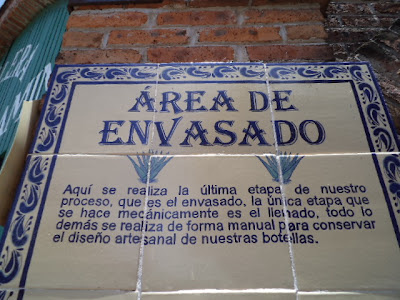 ÁREA DE
ENVASADO
Aquí se realiza la última etapa de nuestro
proceso, que es el envasado, la única etapa que
se hace mecánicamente es el llenado, todo lo
demás se realiza de forma manual para conservar
el diseño artesanal de nuestras botellas.